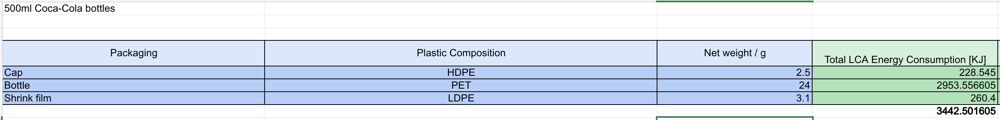 500ml Coca-Cola bottles
Packaging Plastic Composition Net weight / g Total LCA Energy Consumption [KJ]
Cap HDPE 2.5 228.545
Bottle PET 24 2953.556605
Shrink film LDPE 3.1 260.4
3442.501605